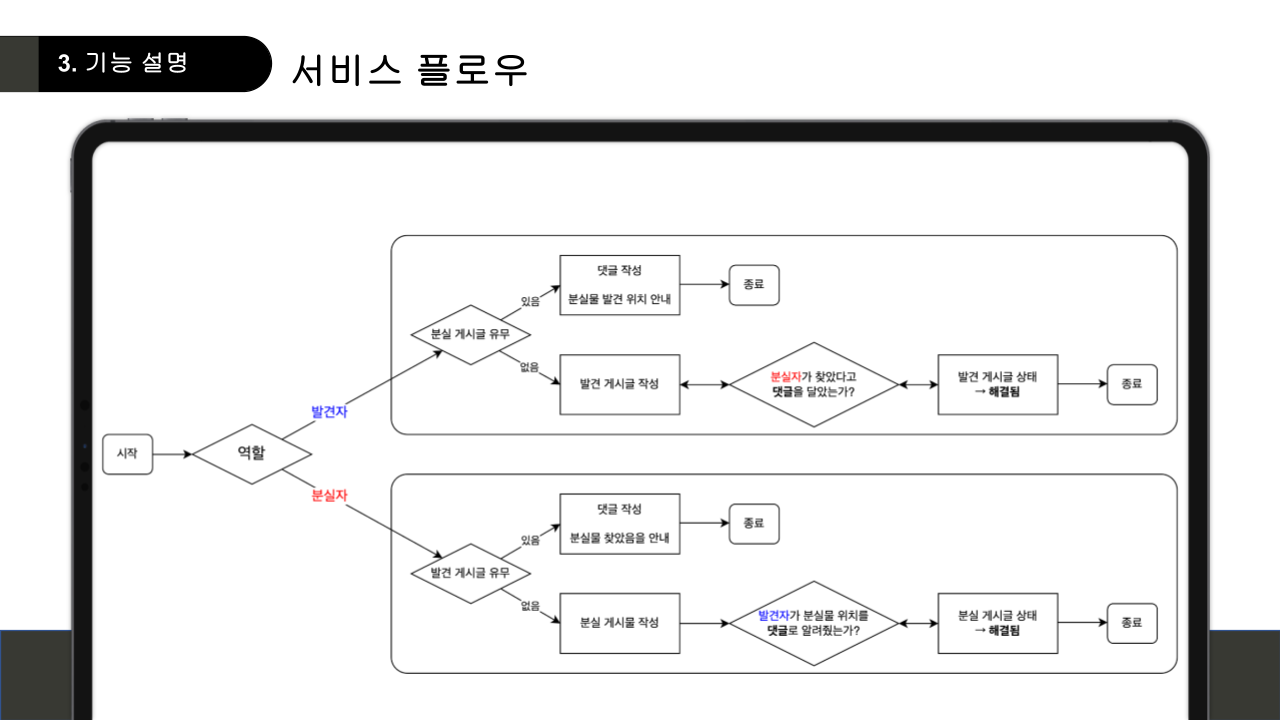 3. 기능 설명
서비스 플로우
시작
역할
발견자
분실 게시글 유무
있음
댓글 작성
분실물 발견 위치 안내
종료
없음
발견 게시글 작성
분실자가 찾았다고
댓글을 달았는가?
발견 게시글 상태
→ 해결됨
종료
분실자
발견 게시글 유무
있음
댓글 작성
분실물 찾았음을 안내
종료
없음
분실 게시물 작성
발견자가 분실물 위치를
댓글로 알려줬는가?
분실 게시글 상태
→ 해결됨
종료